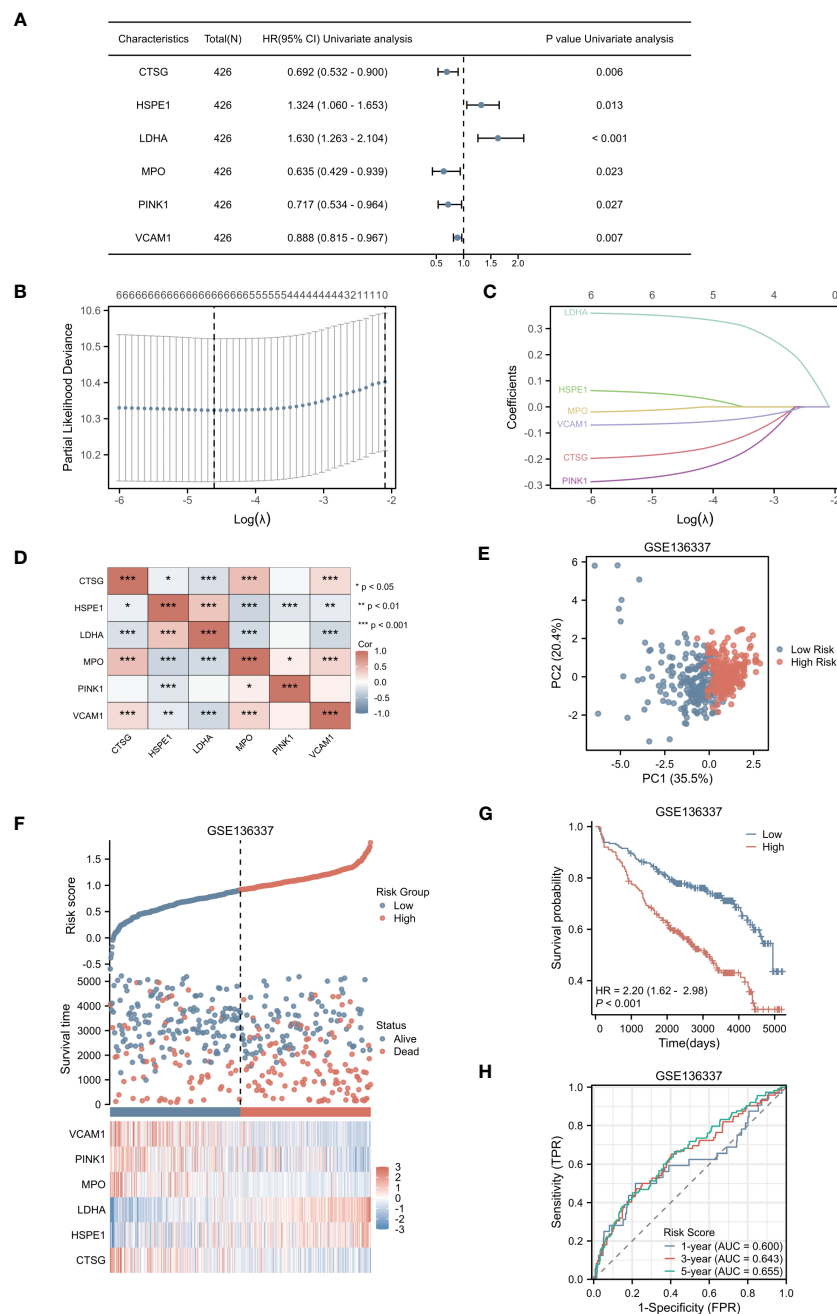 A
Characteristics Total(N) HR(95% CI) Univariate analysis P value Univariate analysis
CTSG 426 0.692 (0.532 - 0.900) 0.006
HSPE1 426 1.324 (1.060 - 1.653) 0.013
LDHA 426 1.630 (1.263 - 2.104) < 0.001
MPO 426 0.635 (0.429 - 0.939) 0.023
PINK1 426 0.717 (0.534 - 0.964) 0.027
VCAM1 426 0.888 (0.815 - 0.967) 0.007
0.5 1.0 1.5 2.0
B
10.6
10.5
10.4
10.3
10.2
Partial Likelihood Deviance
-6 -5 -4 -3 -2
Log(λ)
C
6 6 5 4 0
0.3
0.2
0.1
0.0
-0.1
-0.2
-0.3
Coefficients
LDHA
HSPE1
MPO
VCAM1
CTSG
PINK1
-6 -5 -4 -3 -2
Log(λ)
D
CTSG *** * *** *** ***
HSPE1 * *** *** *** *** **
LDHA *** *** *** *** ***
MPO *** *** *** *** * ***
PINK1 *** * ***
VCAM1 *** ** *** *** ***
CTSG HSPE1 LDHA MPO PINK1 VCAM1
* p < 0.05
** p < 0.01
*** p < 0.001
Cor
1.0
0.5
0.0
-0.5
-1.0
E
GSE136337
6
4
2
0
-2
PC2 (20.4%)
-5.0 -2.5 0.0 2.5
PC1 (35.5%)
Low Risk
High Risk
F
GSE136337
1.5
1.0
0.5
0.0
-0.5
Risk score
Risk Group
Low
High
5000
4000
3000
2000
1000
0
Survival time
Status
Alive
Dead
VCAM1
PINK1
MPO
LDHA
HSPE1
CTSG
3
2
1
0
-1
-2
-3
G
GSE136337
1.0
0.8
0.6
0.4
Survival probability
Low
High
HR = 2.20 (1.62 - 2.98)
P < 0.001
0 1000 2000 3000 4000 5000
Time(days)
H
GSE136337
1.0
0.8
0.6
0.4
0.2
0.0
Sensitivity (TPR)
Risk Score
1-year (AUC = 0.600)
3-year (AUC = 0.643)
5-year (AUC = 0.655)
0.0 0.2 0.4 0.6 0.8 1.0
1-Specificity (FPR)